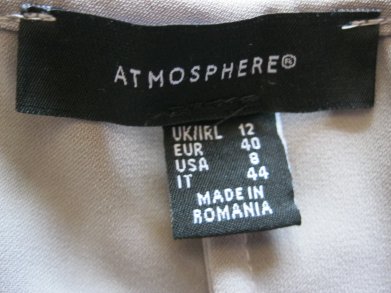 ATMOSPHERE®
UK/IRL 12
EUR 40
USA 8
IT 44
MADE IN
ROMANIA